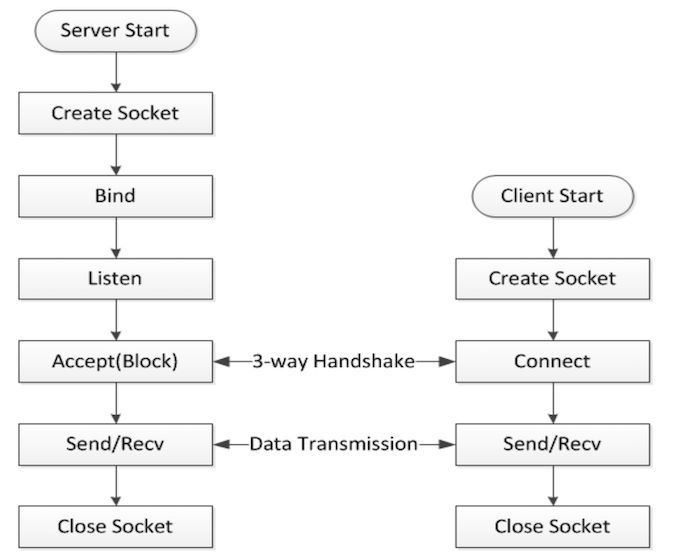 Server Start
Create Socket
Bind
Client Start
Listen
Create Socket
Accept(Block)
3-way Handshake
Connect
Send/Recv
Data Transmission
Send/Recv
Close Socket
Close Socket